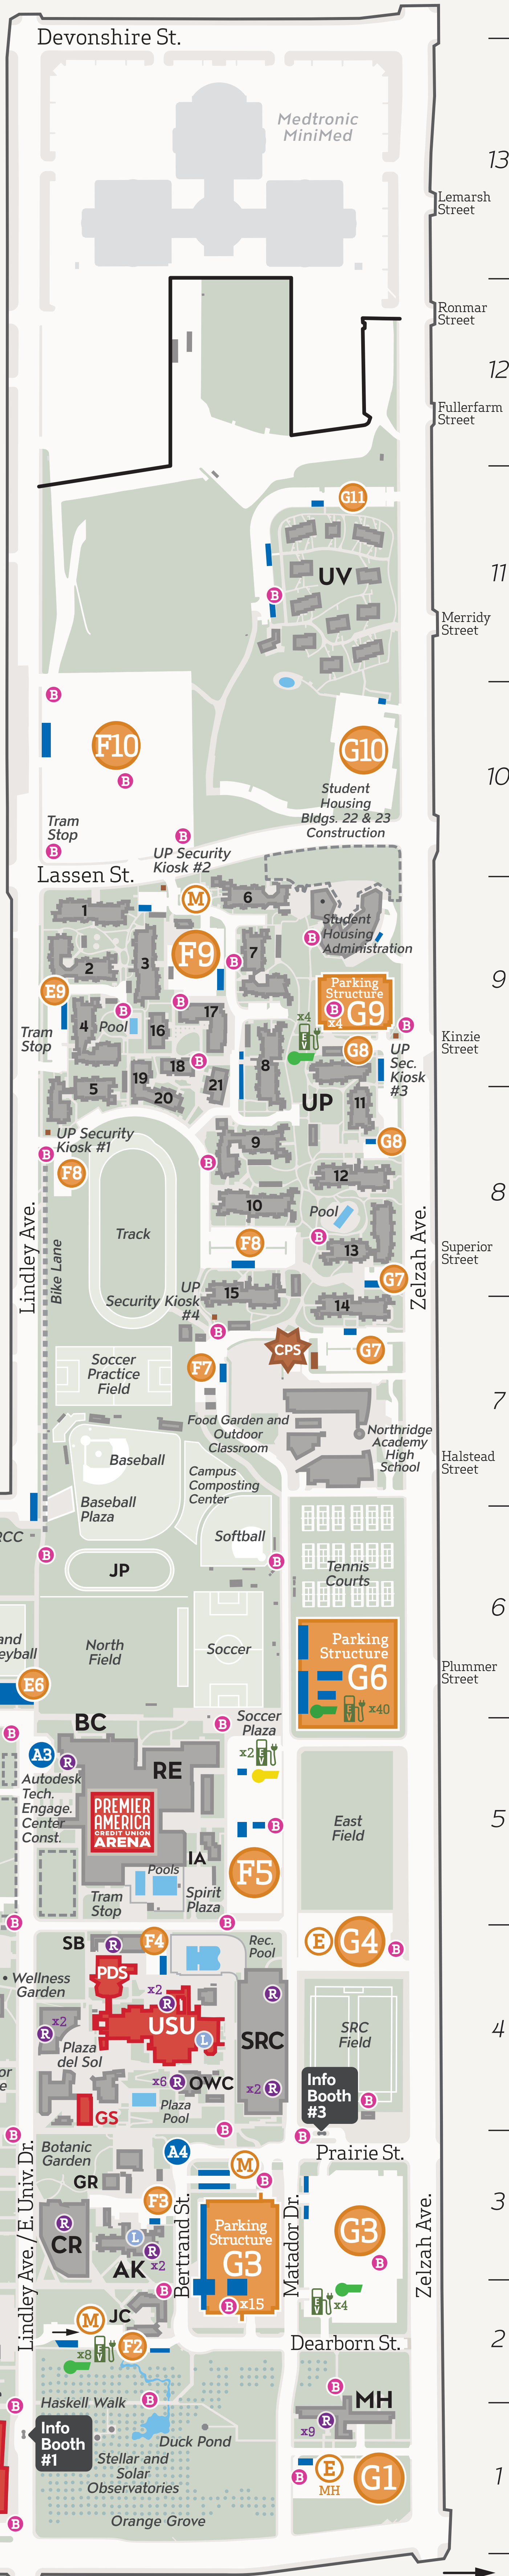 Devonshire St.
Medtronic
MiniMed
13
Lemarsh
Street
Ronmar
Street
12
Fullerfarm
Street
G11
UV
11
B
Merridy
Street
B
F10
G10
10
B
Student
Housing
Bldgs. 22 & 23
Construction
Tram
Stop
B
B
UP Security
Kiosk #2
Lassen St.
M
6
1
Student
Housing
Administration
B
F9
7
B
2
3
9
E9
Parking
Structure
B
G9
x4
x4
EV
B
B
B
17
4
Pool
16
Tram
Stop
Kinzie
Street
G8
UP
Sec.
Kiosk
#3
18
B
8
19
21
5
20
UP
11
UP Security
Kiosk #1
B
9
G8
F8
B
12
8
10
Lindley Ave.
Bike Lane
Track
Pool
B
Zelzah Ave.
F8
13
Superior
Street
G7
UP
Security Kiosk
#4
15
14
B
CPS
G7
Soccer
Practice
Field
F7
7
Food Garden and
Outdoor
Classroom
Northridge
Academy
High
School
Halstead
Street
Baseball
Campus
Composting
Center
Baseball
Plaza
RCC
Softball
B
B
JP
Tennis
Courts
6
and
eyball
North
Field
Soccer
Parking
Structure
G6
EV
x40
Plummer
Street
E6
BC
B
B
Soccer
Plaza
A3
R
x2
EV
RE
Autodesk
Tech.
Engage.
Center
Const.
PREMIER
AMERICA
CREDIT UNION
ARENA
B
East
Field
5
IA
F5
Pools
Tram
Stop
Spirit
Plaza
B
B
SB
R
F4
Rec.
Pool
E
G4
B
PDS
Wellness
Garden
x2
R
R
x2
R
USU
L
SRC
SRC
Field
4
Plaza
del Sol
or
e
x6
R
OWC
x2
R
Info
Booth
#3
GS
Plaza
Pool
B
B
B
B
Botanic
Garden
A4
Prairie St.
M
GR
B
Lindley Ave./E. Univ. Dr.
F3
Bertrand St.
Matador Dr.
Zelzah Ave.
3
R
CR
L
R
Parking
Structure
G3
G3
B
AK
x2
B
B
x15
EV
x4
M
JC
2
x8
EV
F2
Dearborn St.
B
Haskell Walk
B
B
MH
R
x9
Info
Booth
#1
Duck Pond
Stellar and
Solar
Observatories
B
E
MH
G1
1
Orange Grove
B